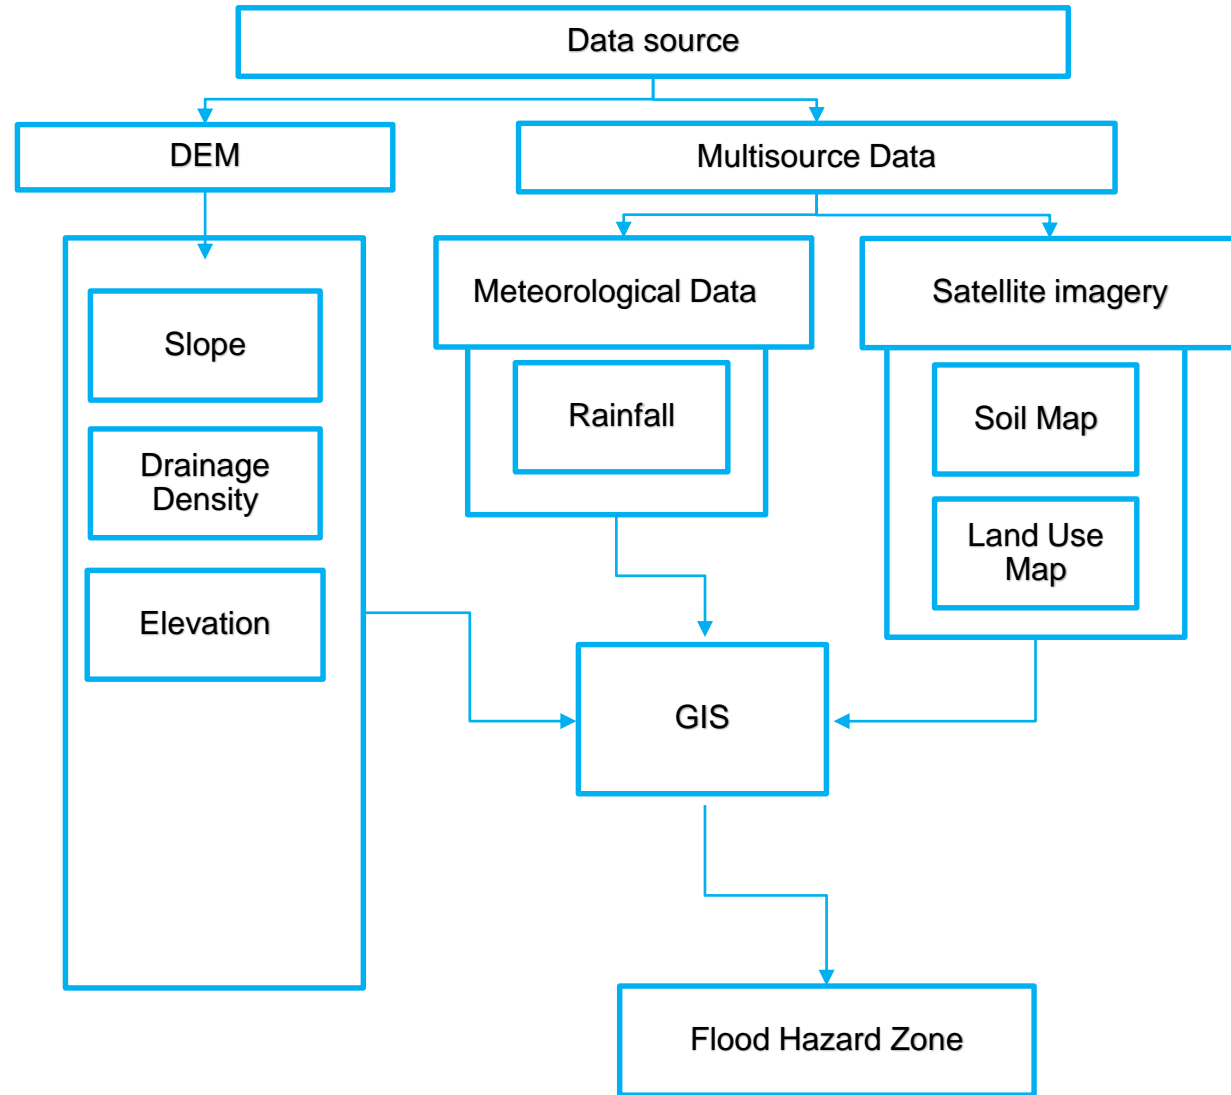 Data source
DEM
Multisource Data
Meteorological Data
Satellite imagery
Slope
Rainfall
Soil Map
Drainage
Density
Land Use
Map
Elevation
GIS
Flood Hazard Zone